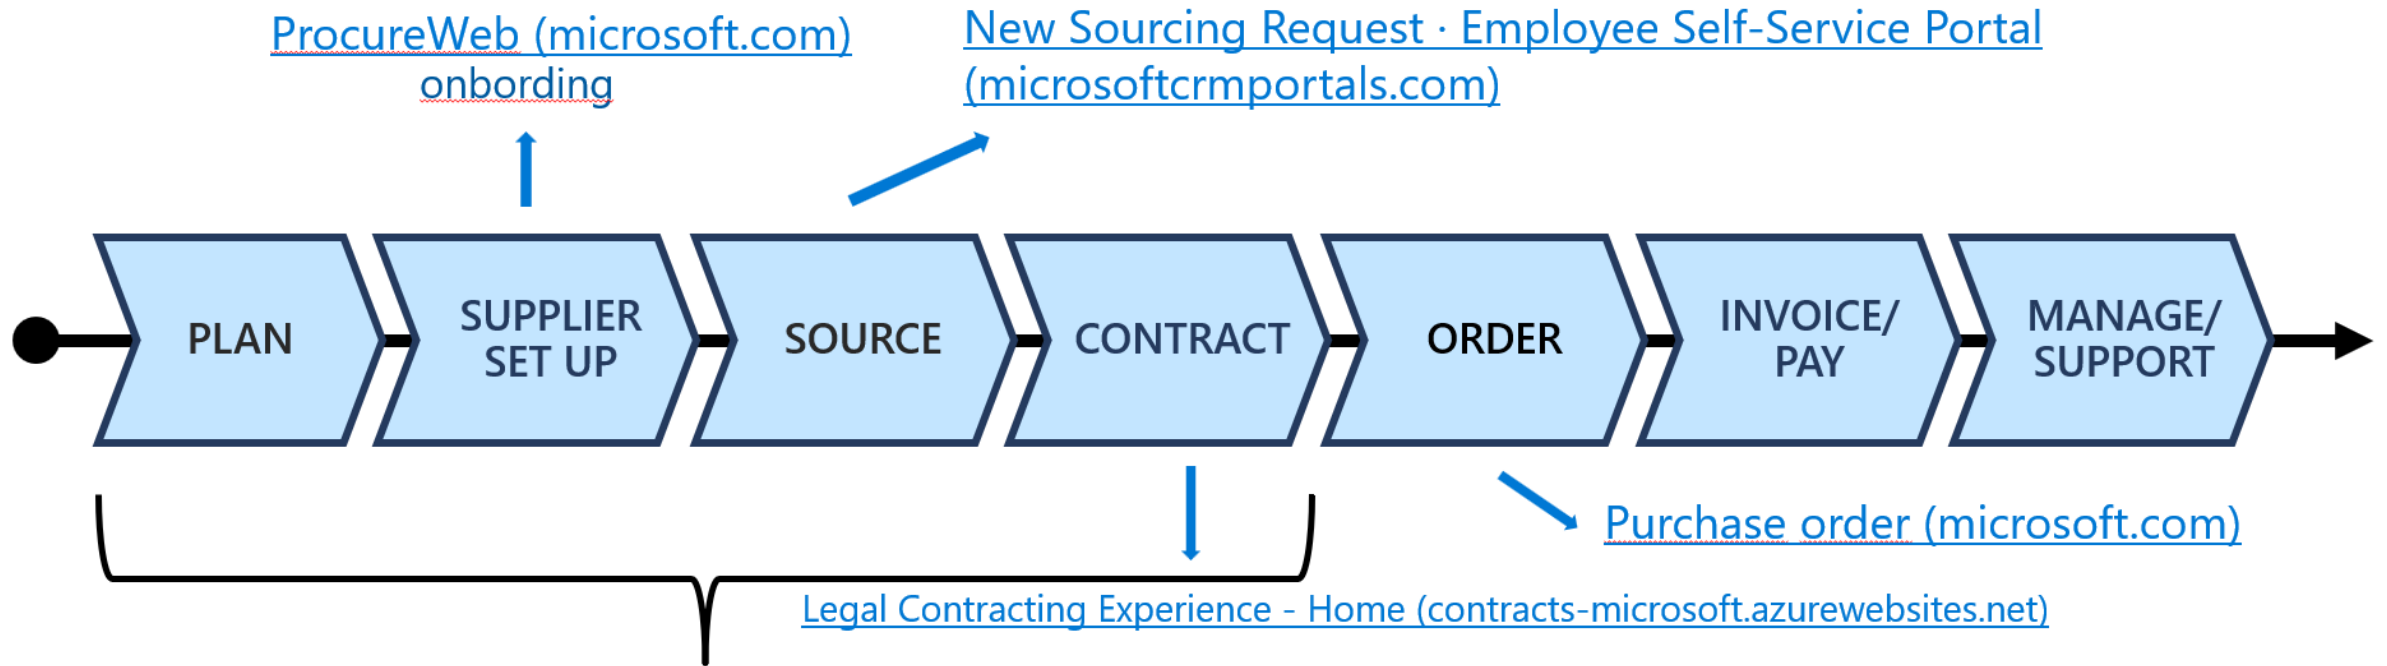 ProcureWeb (microsoft.com)
onbording
New Sourcing Request · Employee Self-Service Portal
(microsoftcrmportals.com)
PLAN
SUPPLIER
SET UP
SOURCE
CONTRACT
ORDER
INVOICE/
PAY
MANAGE/
SUPPORT
Purchase order (microsoft.com)
Legal Contracting Experience - Home (contracts-microsoft.azurewebsites.net)